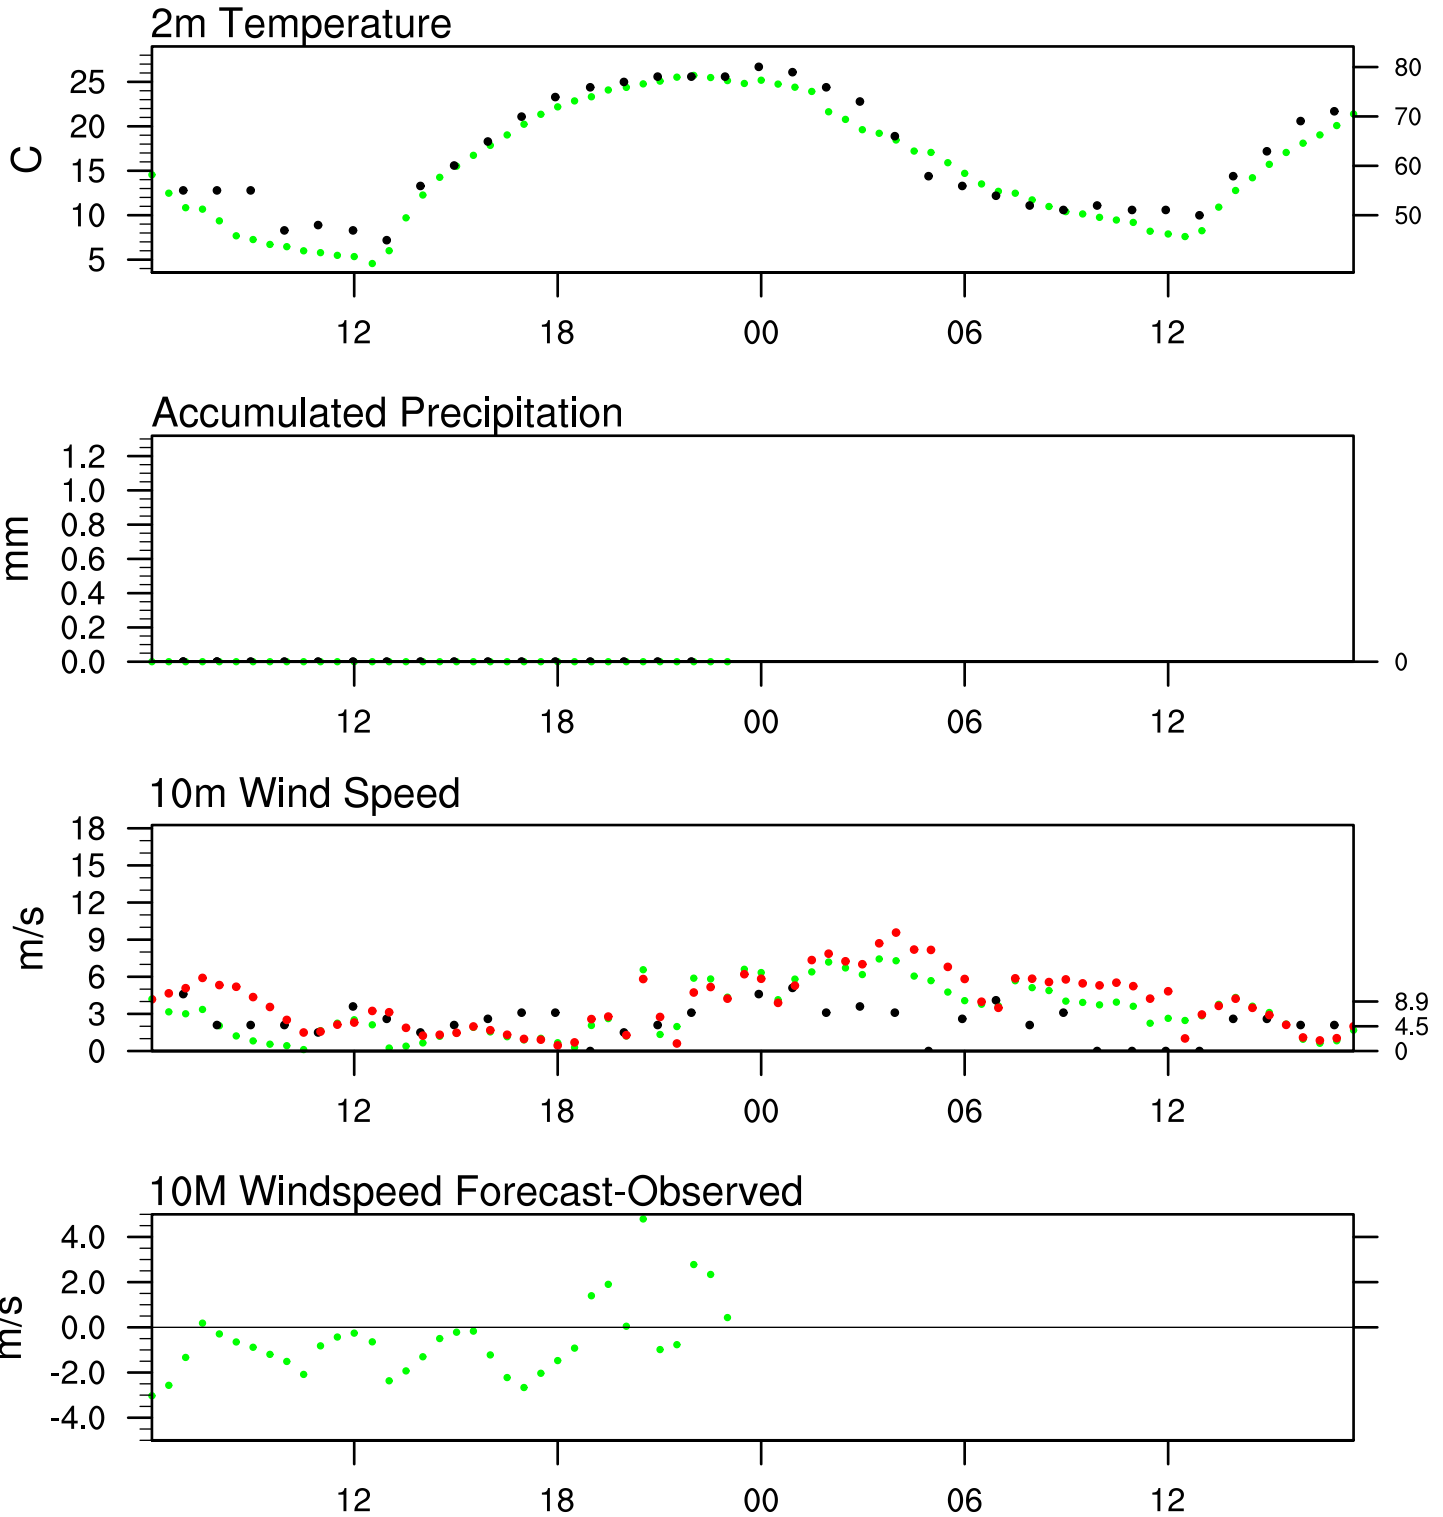 2m Temperature
25
20
15
10
5
C
80
70
60
50
12 18 00 06 12
Accumulated Precipitation
1.2
1.0
0.8
0.6
0.4
0.2
0.0
mm
0
12 18 00 06 12
10m Wind Speed
18
15
12
9
6
3
0
m/s
8.9
4.5
0
12 18 00 06 12
10M Windspeed Forecast-Observed
4.0
2.0
0.0
-2.0
-4.0
m/s
12 18 00 06 12